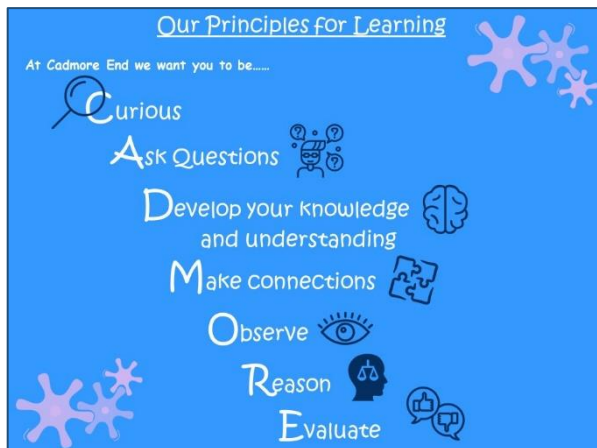 Our Principles for Learning
At Cadmore End we want you to be......
Curious
Ask Questions
Develop your knowledge
and understanding
Make connections
Observe
Reason
Evaluate